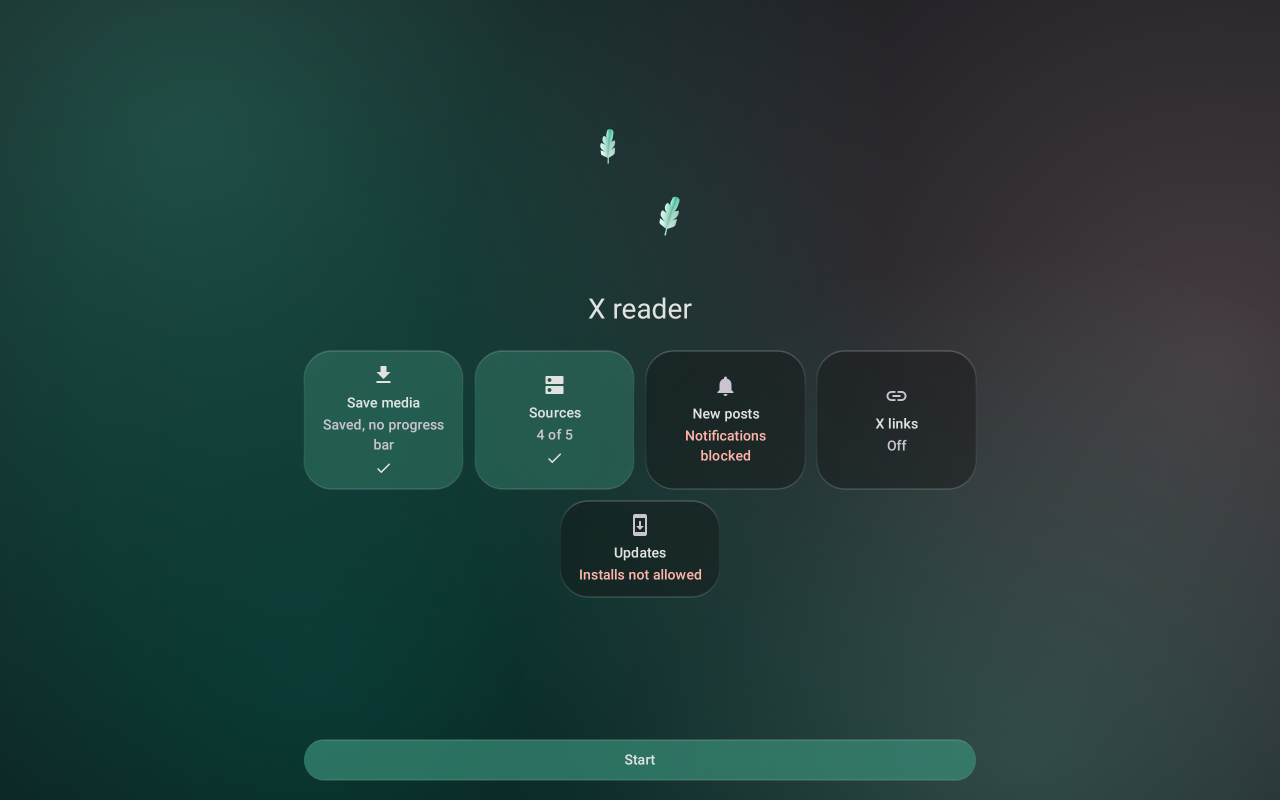 X reader
Save media
Saved, no progress
bar
Sources
4 of 5
New posts
Notifications
blocked
X links
Off
Updates
Installs not allowed
Start